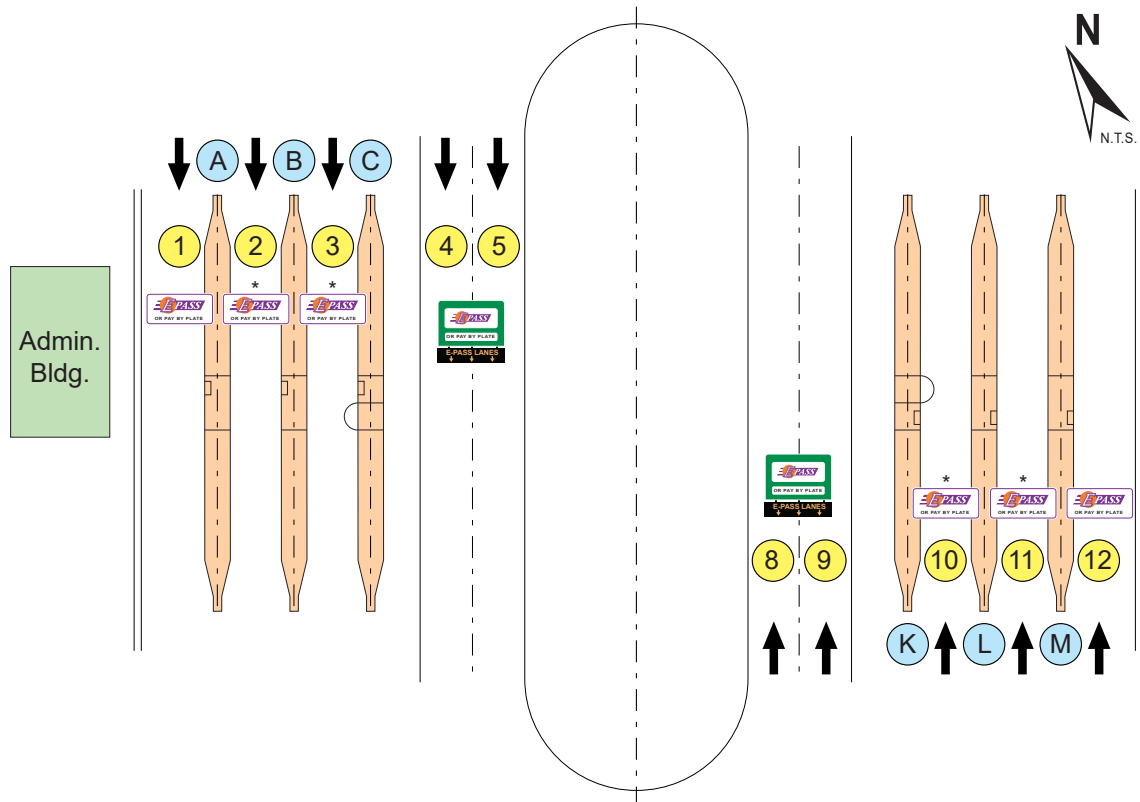 N
N.T.S.
A B C
1 2 3 4 5
* *
E PASS
OR PAY BY PLATE
E PASS
OR PAY BY PLATE
E PASS
OR PAY BY PLATE
E PASS
OR PAY BY PLATE
E-PASS LANES
Admin.
Bldg.
E PASS
OR PAY BY PLATE
E-PASS LANES
* *
E PASS
OR PAY BY PLATE
E PASS
OR PAY BY PLATE
E PASS
OR PAY BY PLATE
8 9 10 11 12
K L M